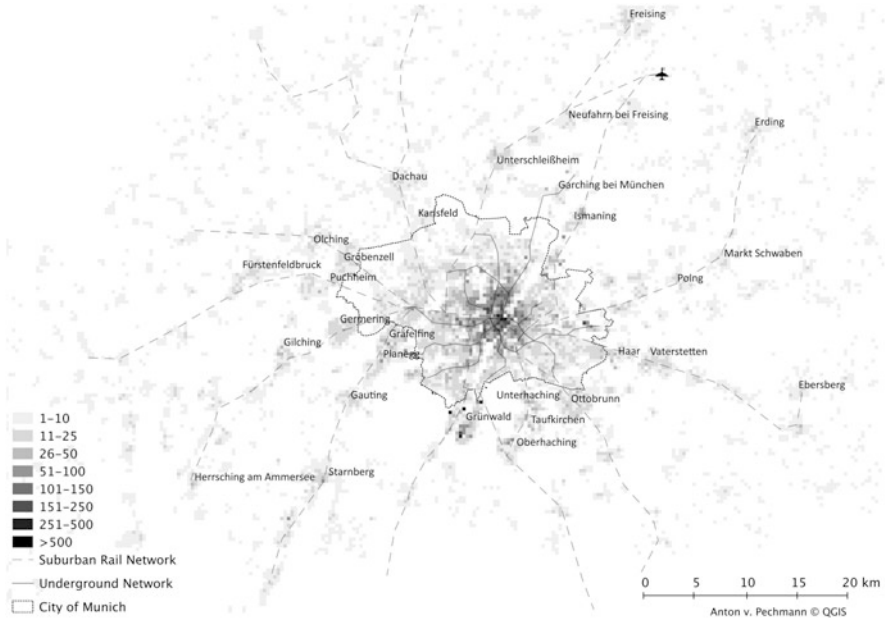 Freising
Neufahrn bei Freising
Erding
Unterschleißheim
Dachau
Garching bei München
Karlsfeld
Ismaning
Olching
Gröbenzell
Markt Schwaben
Fürstenfeldbruck
Puchheim
Poing
Germering
Gräfelfing
Gilching
Planegg
Haar
Vaterstetten
Ebersberg
Gauting
Unterhaching
Ottobrunn
Grünwald
Taufkirchen
Oberhaching
Herrsching am Ammersee
Starnberg
1–10
11–25
26–50
51–100
101–150
151–250
251–500
>500
Suburban Rail Network
Underground Network
City of Munich
0 5 10 15 20 km
Anton v. Pechmann © QGIS